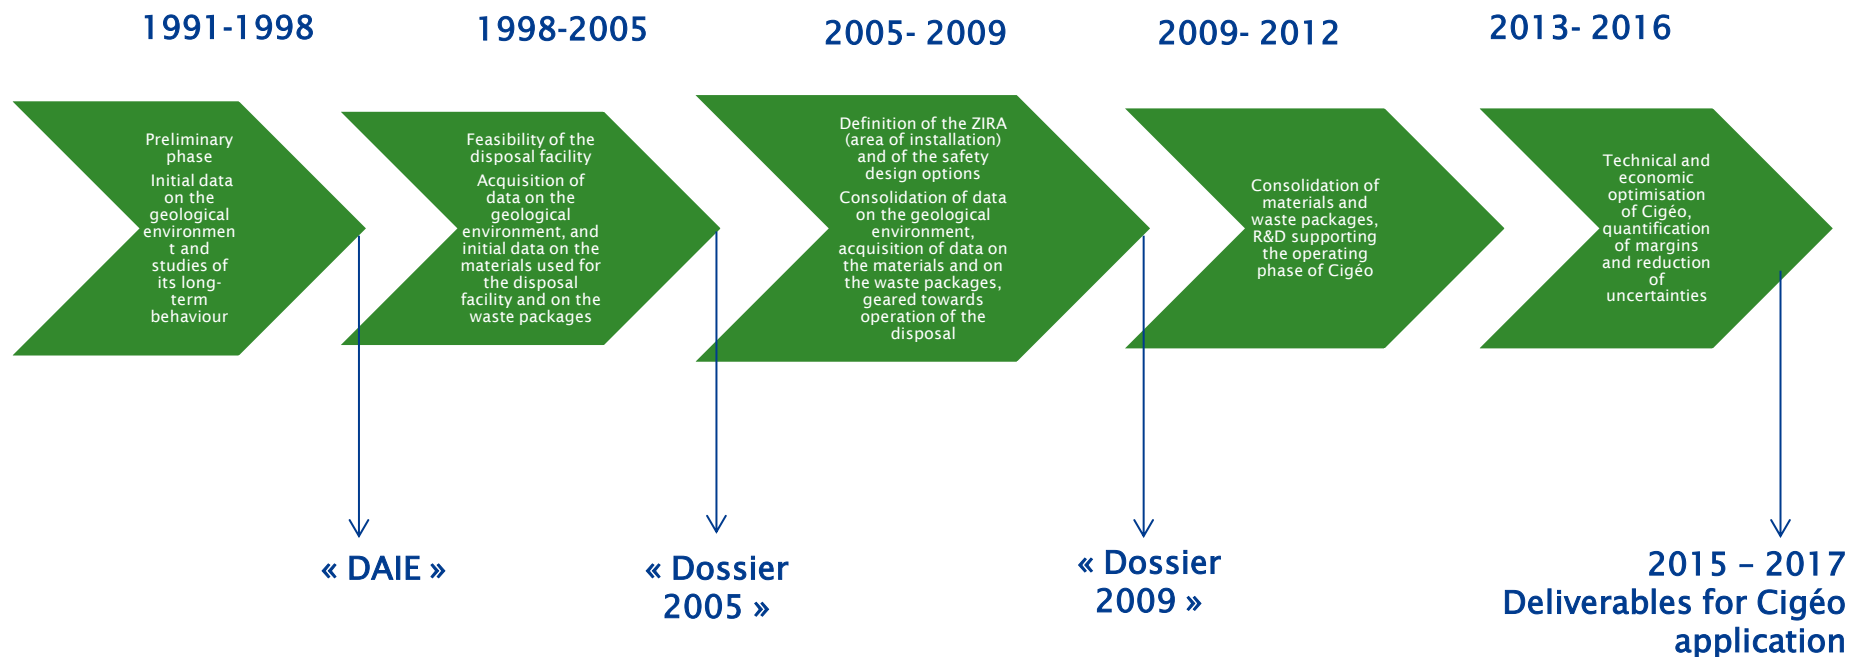 1991-1998
1998-2005
2005- 2009
2009- 2012
2013- 2016
Preliminary
phase
Initial data
on the
geological
environmen
t and
studies of
its long-
term
behaviour
Feasibility of the
disposal facility
Acquisition of
data on the
geological
environment, and
initial data on the
materials used for
the disposal
facility and on the
waste packages
Definition of the ZIRA
(area of installation)
and of the safety
design options
Consolidation of data
on the geological
environment,
acquisition of data on
the materials and on
the waste packages,
geared towards
operation of the
disposal
Consolidation of
materials and
waste packages,
R&D supporting
the operating
phase of Cigéo
Technical and
economic
optimisation
of Cigéo,
quantification
of margins
and reduction
of
uncertainties
« DAIE »
« Dossier
2005 »
« Dossier
2009 »
2015 – 2017
Deliverables for Cigéo
application